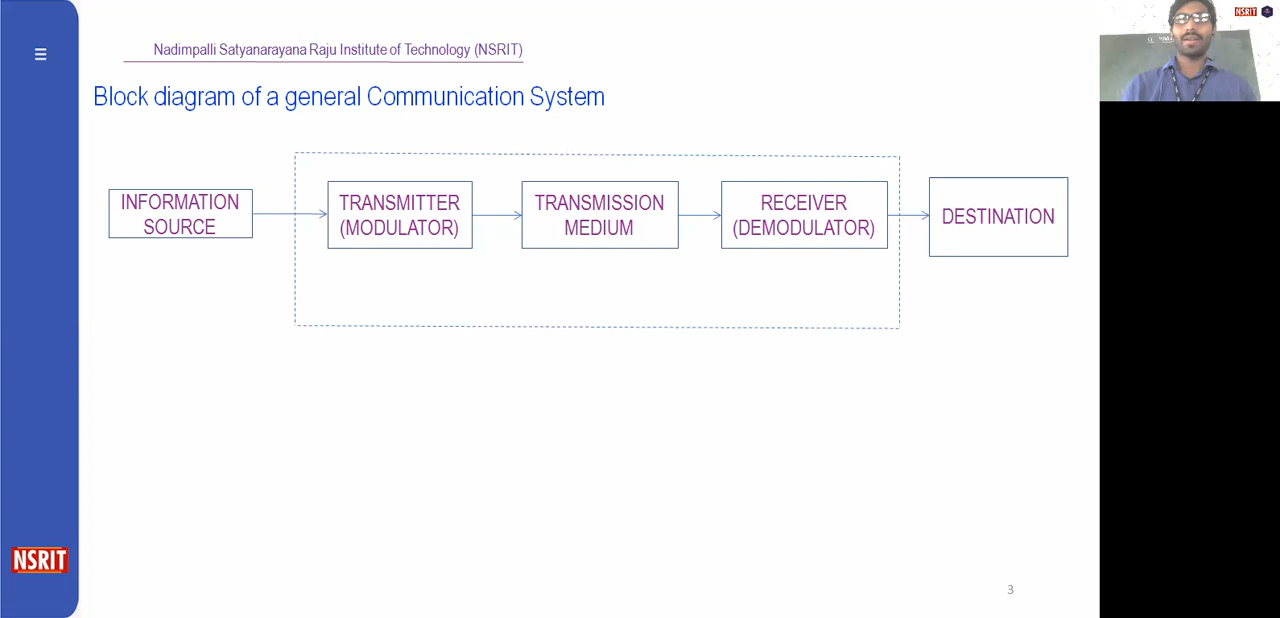 NSRIT
Nadimpalli Satyanarayana Raju Institute of Technology (NSRIT)
Block diagram of a general Communication System
INFORMATION
SOURCE
TRANSMITTER
(MODULATOR)
TRANSMISSION
MEDIUM
RECEIVER
(DEMODULATOR)
DESTINATION
NSRIT
3